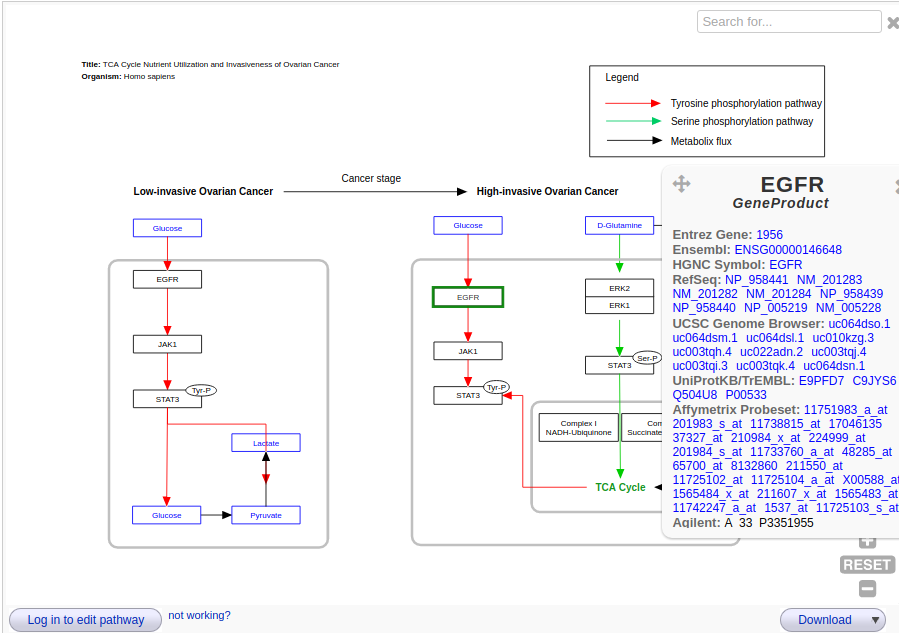 Search for...
Title: TCA Cycle Nutrient Utilization and Invasiveness of Ovarian Cancer
Organism: Homo sapiens
Legend
Tyrosine phosphorylation pathway
Serine phosphorylation pathway
Metabolix flux
Cancer stage
Low-invasive Ovarian Cancer
High-invasive Ovarian Cancer
Glucose
EGFR
JAK1
Tyr-P
STAT3
Lactate
Glucose
Pyruvate
Glucose
D-Glutamine
EGFR
ERK2
ERK1
JAK1
Ser-P
STAT3
Tyr-P
STAT3
Complex I
NADH-Ubiquinone
Com
Succinate
TCA Cycle
EGFR
GeneProduct
Entrez Gene: 1956
Ensembl: ENSG00000146648
HGNC Symbol: EGFR
RefSeq: NP_958441 NM_201283
NM_201282 NM_201284 NP_958439
NP_958440 NP_005219 NM_005228
UCSC Genome Browser: uc064dso.1
uc064dsm.1 uc064dsl.1 uc010kzg.3
uc003tqh.4 uc022adn.2 uc003tqj.4
uc003tqi.3 uc003tqk.4 uc064dsn.1
UniProtKB/TrEMBL: E9PFD7 C9JYS6
Q504U8 P00533
Affymetrix Probeset: 11751983_a_at
201983_s_at 11738815_at 17046135
37327_at 210984_x_at 224999_at
201984_s_at 11733760_a_at 48285_at
65700_at 8132860 211550_at
11725102_at 11725104_a_at X00588_at
1565484_x_at 211607_x_at 1565483_at
11742247_a_at 1537_at 11725103_s_at
Agilent: A 33 P3351955
RESET
Log in to edit pathway
not working?
Download